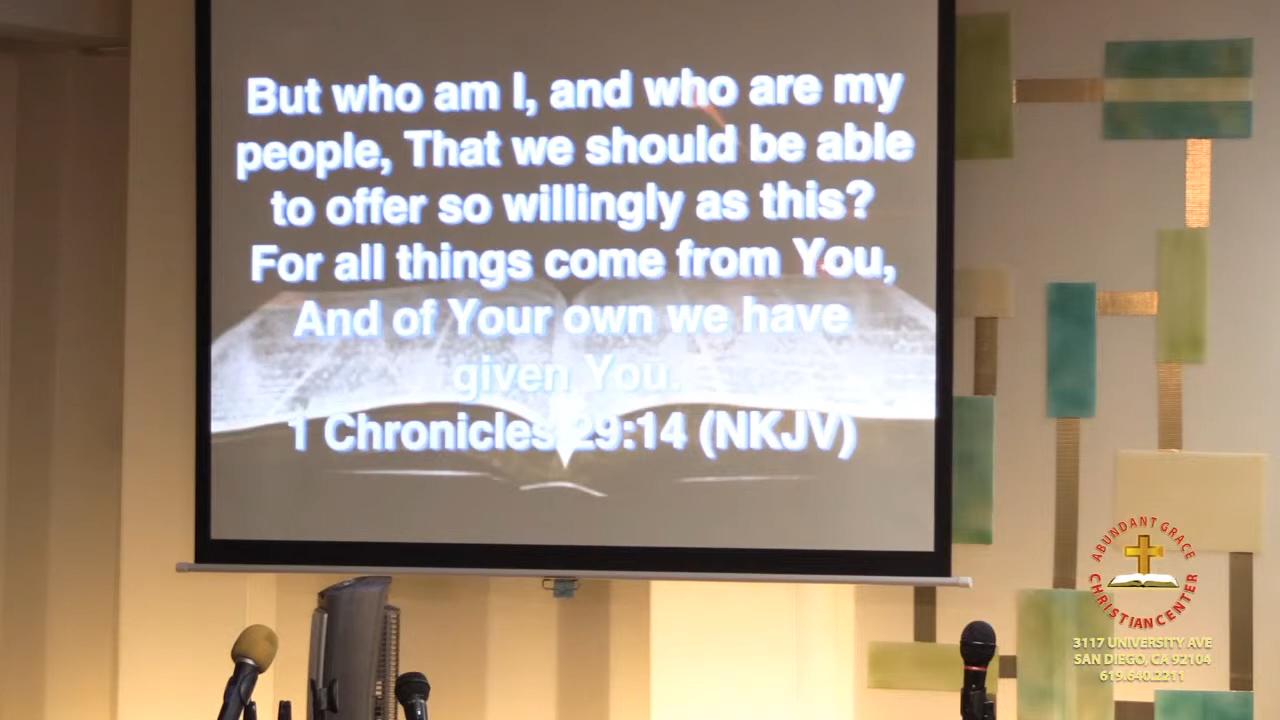 But who am I, and who are my
people, That we should be able
to offer so willingly as this?
For all things come from You,
And of Your own we have
given You.
1 Chronicles 29:14 (NKJV)
ABUNDANT GRACE
CHRISTIAN CENTER
3117 UNIVERSITY AVE
SAN DIEGO, CA 92104
619.640.2211